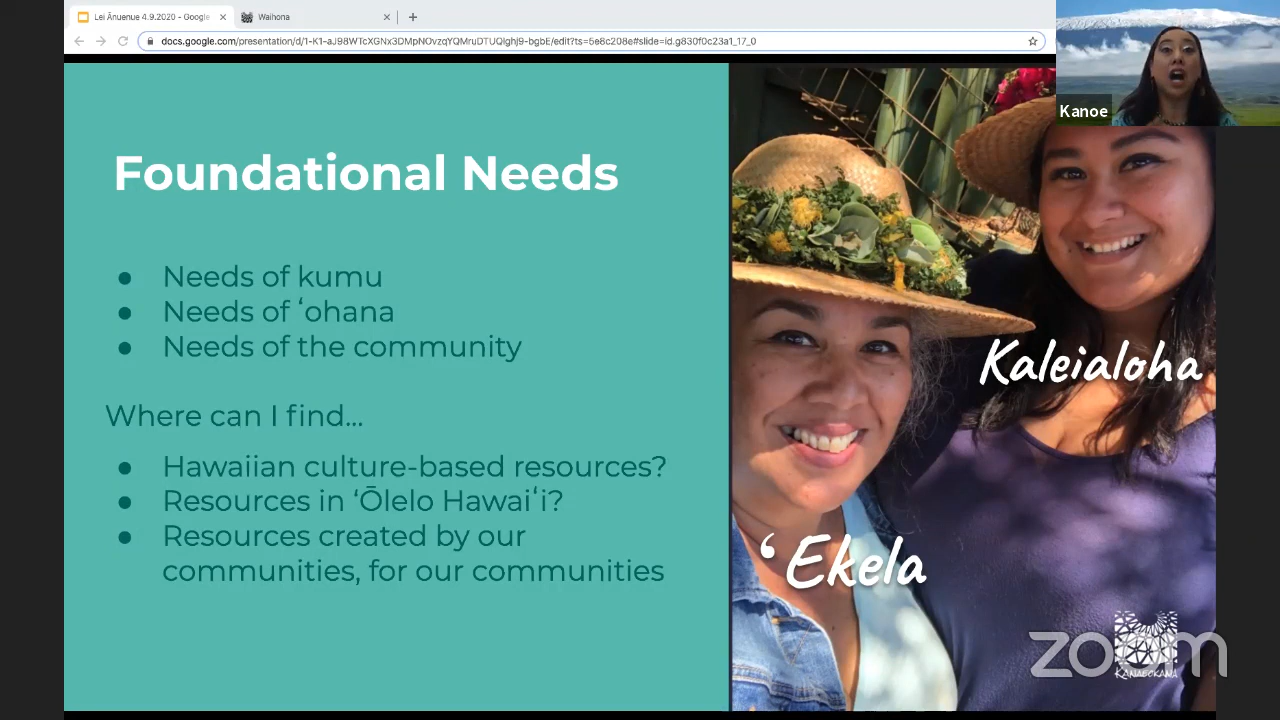 Lei Ānuenue 4.9.2020 - Google
Waihona
docs.google.com/presentation/d/1-K1-aJ98WTcXGNx3DMpNOvzqYQMruDTUQlghJ9-bgbE/edit?ts=5e8c208e#slide=id.g830f0c23a1_17_0
Kanoe
Foundational Needs
● Needs of kumu
● Needs of ʻohana
● Needs of the community
Where can I find...
● Hawaiian culture-based resources?
● Resources in ʻŌlelo Hawaiʻi?
● Resources created by our
communities, for our communities
Kaleialoha
ʻEkela
zoom
KANAEOKANA